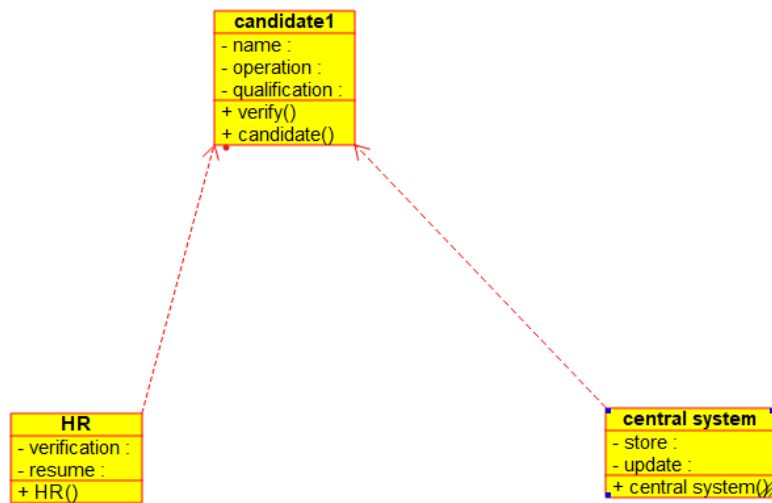 candidate1
- name :
- operation :
- qualification :
+ verify()
+ candidate()
HR
- verification :
- resume :
+ HR()
central system
- store :
- update :
+ central system()